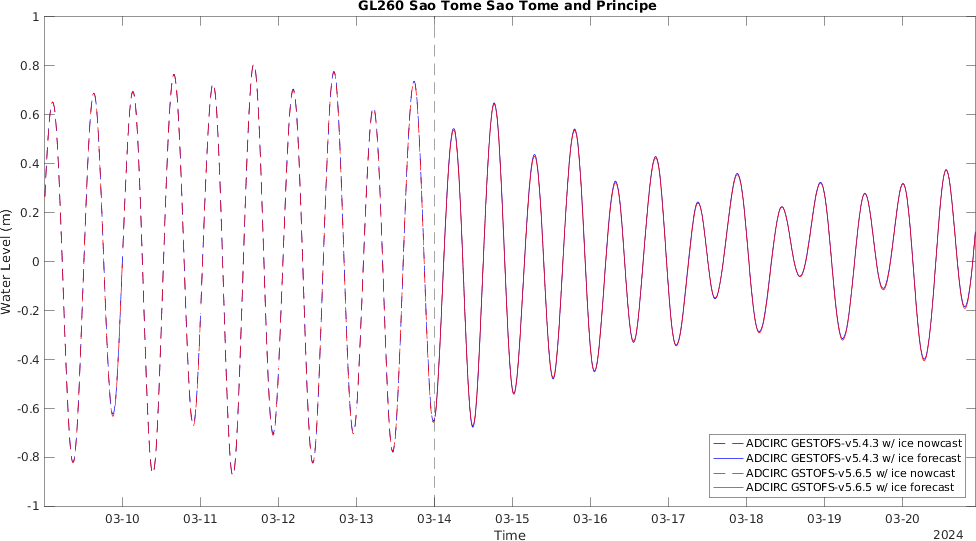 GL260 Sao Tome Sao Tome and Principe
Water Level (m)
1
0.8
0.6
0.4
0.2
0
-0.2
-0.4
-0.6
-0.8
-1
ADCIRC GESTOFS-v5.4.3 w/ ice nowcast
ADCIRC GESTOFS-v5.4.3 w/ ice forecast
ADCIRC GSTOFS-v5.6.5 w/ ice nowcast
ADCIRC GSTOFS-v5.6.5 w/ ice forecast
03-10 03-11 03-12 03-13 03-14 03-15 03-16 03-17 03-18 03-19 03-20
Time
2024